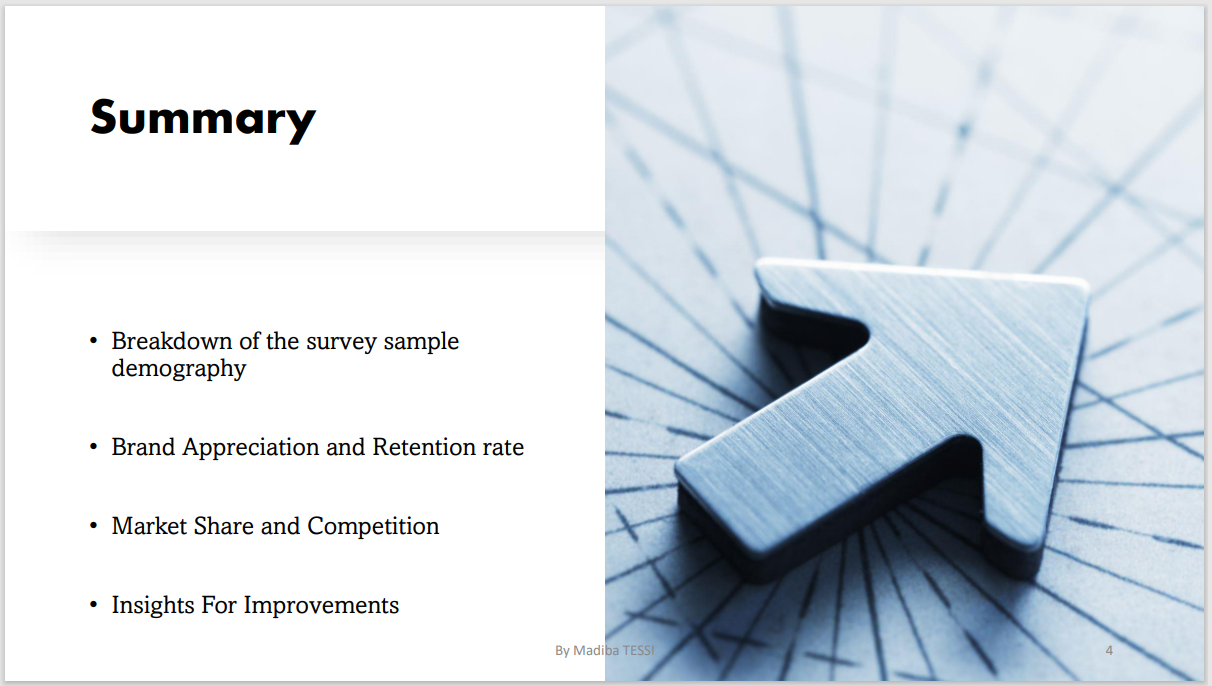 Summary
• Breakdown of the survey sample
demography
• Brand Appreciation and Retention rate
• Market Share and Competition
• Insights For Improvements
By Madiba TESSI
4